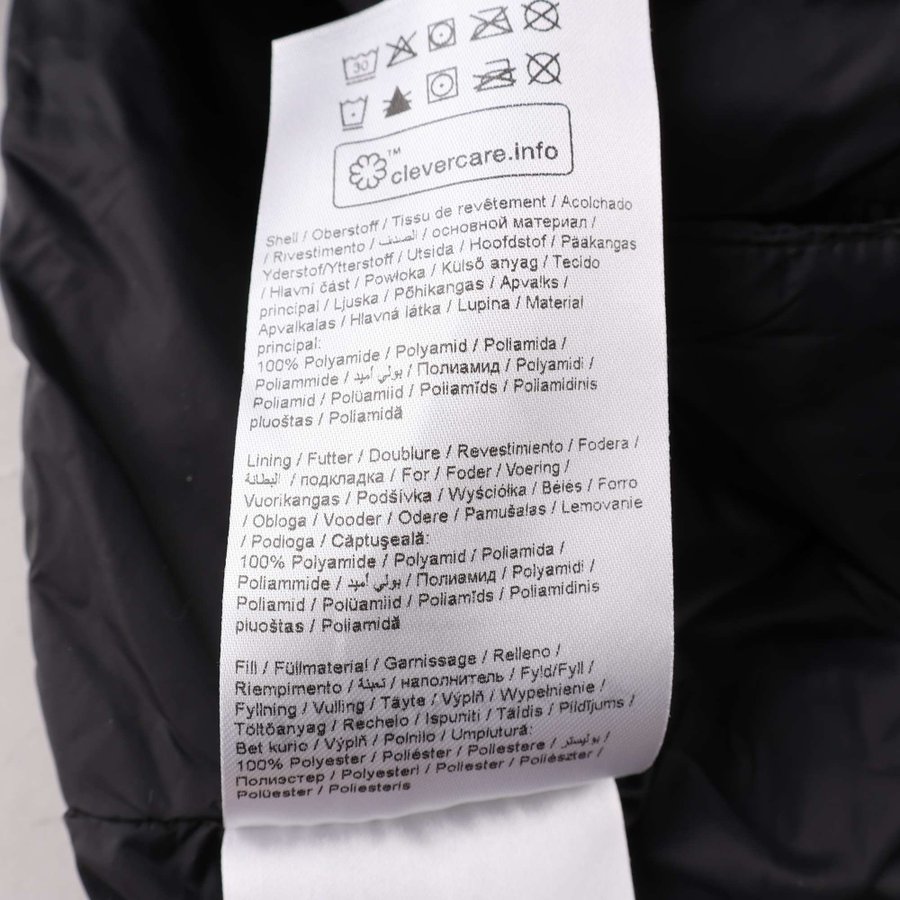 30
clevercare.info™
Shell / Oberstoff / Tissu de revêtement / Acolchado
/ Rivestimento / الصدف / основной материал /
Yderstof/Ytterstoff / Utsida / Hoofdstof / Pääkangas
/ Hlavní část / Powłoka / Külső anyag / Tecido
principal / Ljuska / Põhikangas / Apvalks /
Apvalkalas / Hlavná látka / Lupina / Material
principal:
100% Polyamide / Polyamid / Poliamida /
Poliammide / بولي أميد / Полиамид / Polyamidi /
Poliamid / Polüamiid / Poliamīds / Poliamidinis
pluoštas / Poliamidă
Lining / Futter / Doublure / Revestimiento / Fodera /
البطانة / подкладка / For / Foder / Voering /
Vuorikangas / Podšívka / Wyściółka / Béles / Forro
/ Obloga / Vooder / Odere / Pamušalas / Lemovanie
/ Podloga / Căptuşeală:
100% Polyamide / Polyamid / Poliamida /
Poliammide / بولي أميد / Полиамид / Polyamidi /
Poliamid / Polüamiid / Poliamīds / Poliamidinis
pluoštas / Poliamidă
Fill / Füllmaterial / Garnissage / Relleno /
Riempimento / تعبئة / наполнитель / Fyld/Fyll /
Fyllning / Vulling / Täyte / Výplň / Wypełnienie /
Töltőanyag / Recheio / Ispuniti / Täidis / Pildījums /
Bet kurio / Výplň / Polnilo / Umplutură:
100% Polyester / Poliéster / Poliestere / بوليستر /
Полиэстер / Polyesteri / Poliester / Poliészter /
Polüester / Poliesteris